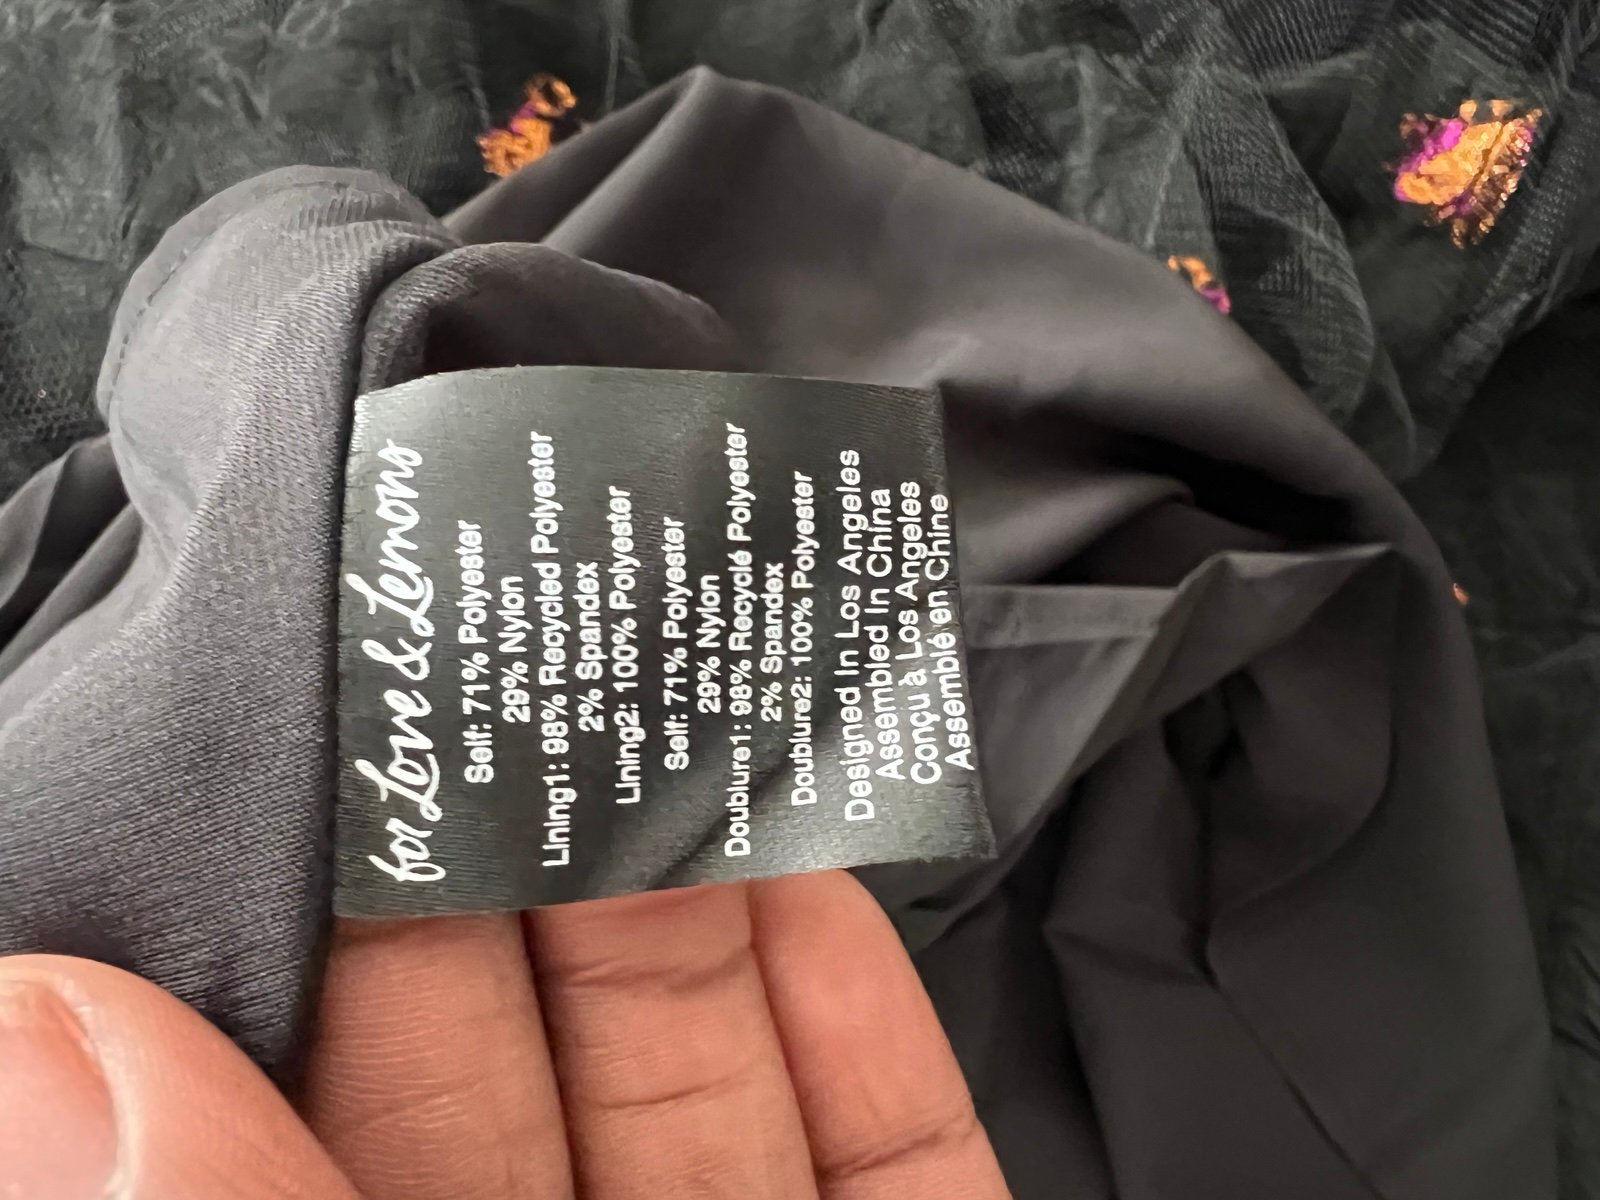 for Love & Lemons
Self: 71% Polyester
29% Nylon
Lining1: 98% Recycled Polyester
2% Spandex
Lining2: 100% Polyester
Self: 71% Polyester
29% Nylon
Doublure1: 98% Recyclé Polyester
2% Spandex
Doublure2: 100% Polyester
Designed In Los Angeles
Assembled In China
Conçu à Los Angeles
Assemblé en Chine